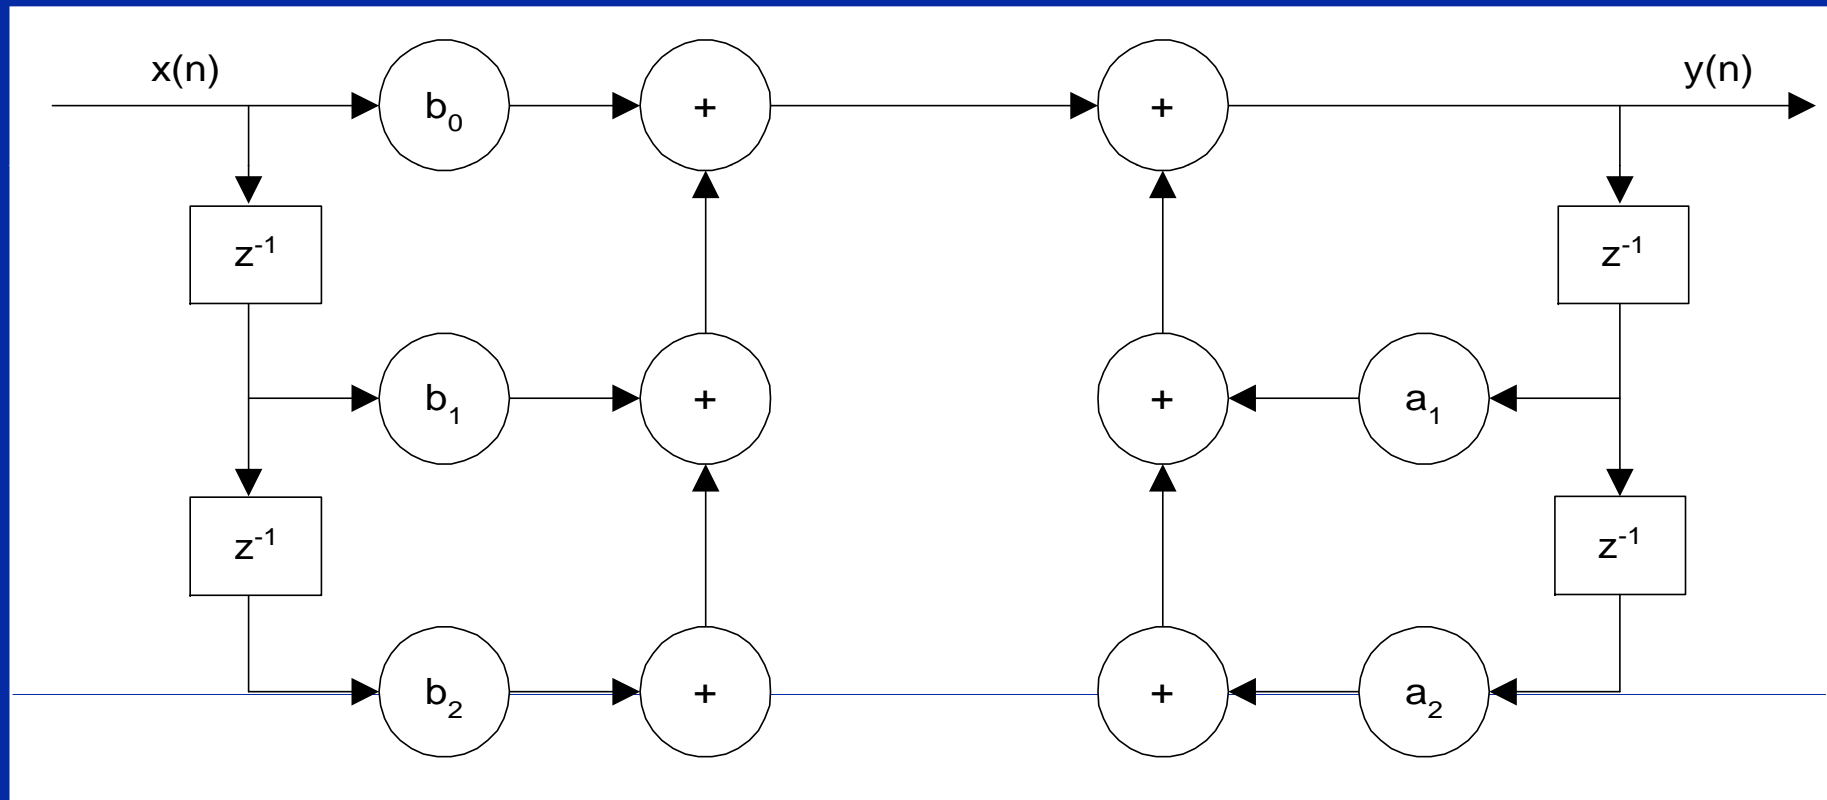 x(n) y(n)
b₀ + +
z⁻¹ z⁻¹
b₁ + + a₁
z⁻¹ z⁻¹
b₂ + + a₂